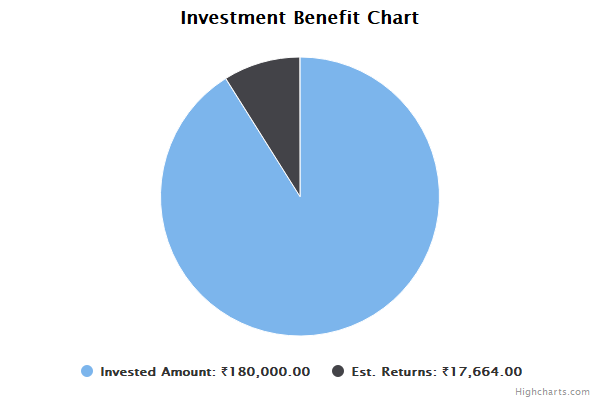 Investment Benefit Chart
Invested Amount: ₹180,000.00 Est. Returns: ₹17,664.00
Highcharts.com